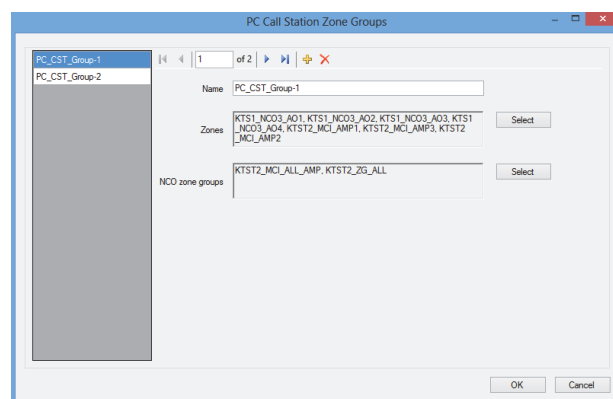 PC Call Station Zone Groups
PC_CST_Group-1
PC_CST_Group-2
1 of 2
Name PC_CST_Group-1
Zones
KTS1_NCO3_AO1, KTS1_NCO3_AO2, KTS1_NCO3_AO3, KTS1
_NCO3_AO4, KTST2_MCI_AMP1, KTST2_MCI_AMP3, KTST2
_MCI_AMP2
Select
NCO zone groups
KTST2_MCI_ALL_AMP, KTST2_ZG_ALL
Select
OK Cancel